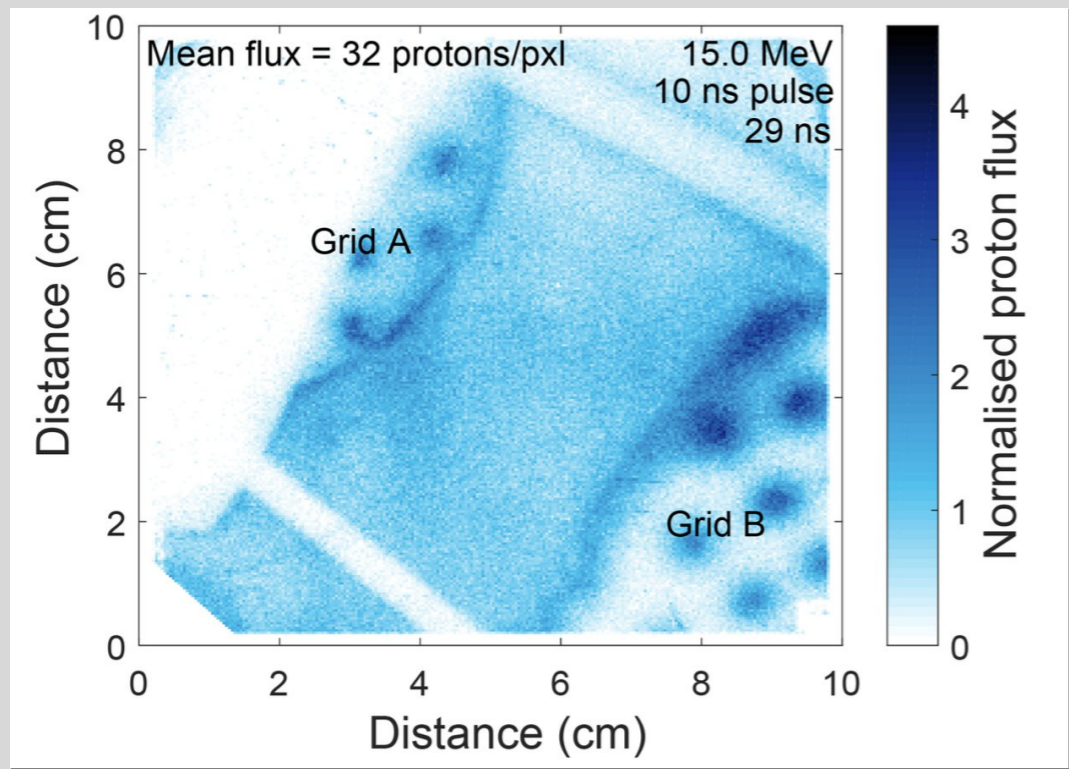 Mean flux = 32 protons/pxl
15.0 MeV
10 ns pulse
29 ns
Grid A
Grid B
10
8
6
4
2
0
0
2
4
6
8
10
Distance (cm)
Distance (cm)
4
3
2
1
0
Normalised proton flux